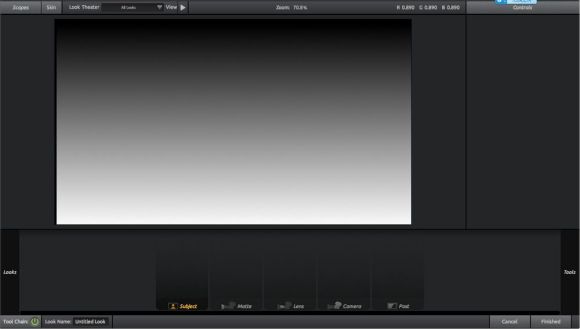 Scopes Skin Look Theater All Looks View Zoom: 70.8% R 0.890 G 0.890 B 0.890 Controls
Looks Tools
Subject Matte Lens Camera Post
Tool Chain: Look Name: Untitled Look Cancel Finished